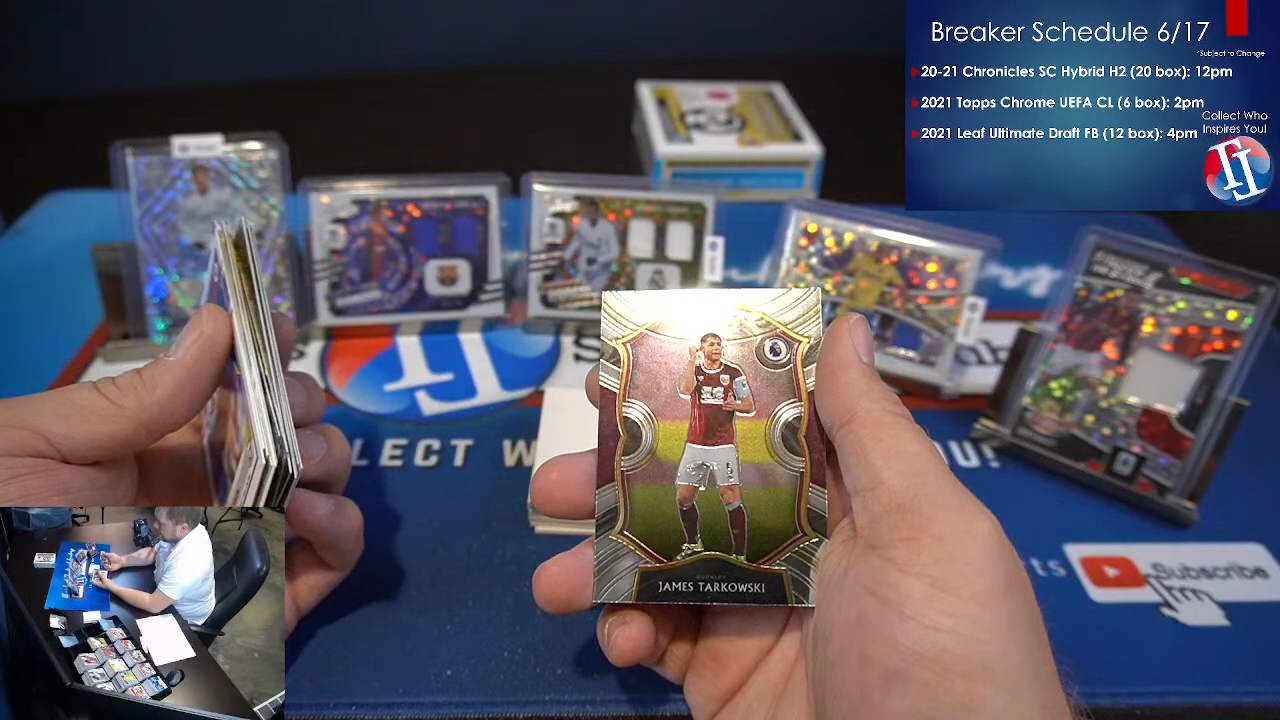 Breaker Schedule 6/17
*Subject to Change
20-21 Chronicles SC Hybrid H2 (20 box): 12pm
2021 Topps Chrome UEFA CL (6 box): 2pm
2021 Leaf Ultimate Draft FB (12 box): 4pm
Collect Who
Inspires You!
BURNLEY
JAMES TARKOWSKI
Subscribe